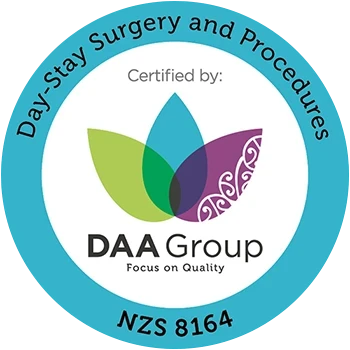 Day-Stay Surgery and Procedures
Certified by:
DAA Group
Focus on Quality
NZS 8164